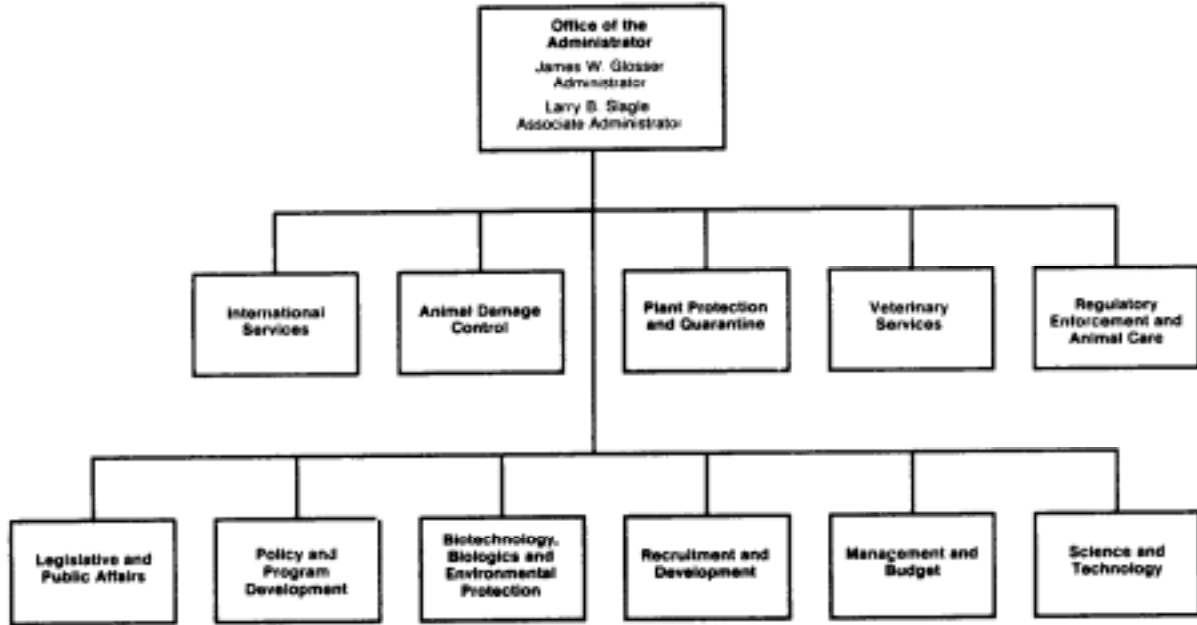 Office of the
Administrator
James W. Glosser
Administrator
Larry B. Slagle
Associate Administrator
International
Services
Animal Damage
Control
Plant Protection
and Quarantine
Veterinary
Services
Regulatory
Enforcement and
Animal Care
Legislative and
Public Affairs
Policy and
Program
Development
Biotechnology,
Biologics and
Environmental
Protection
Recruitment and
Development
Management and
Budget
Science and
Technology